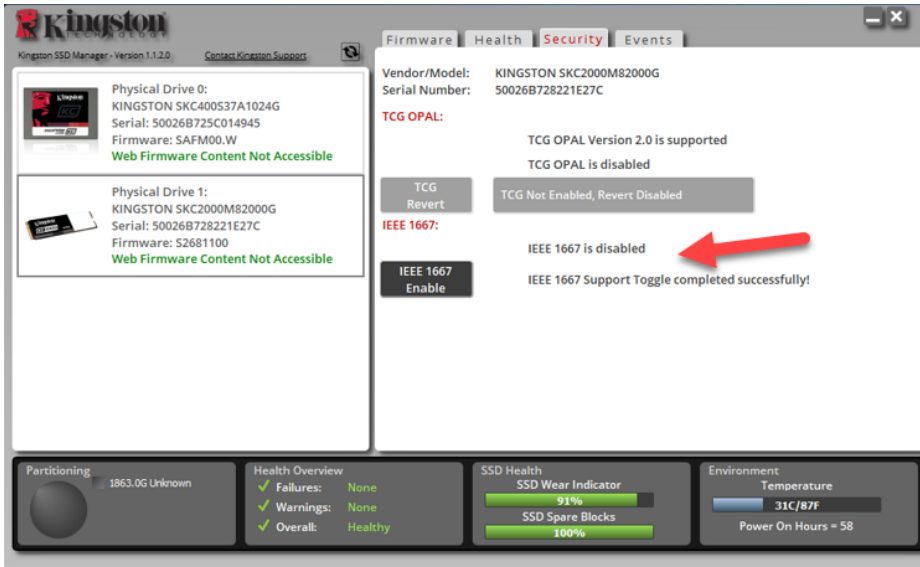 Kingston
TECHNOLOGY
Kingston SSD Manager - Version 1.1.2.0
Contact Kingston Support
Firmware
Health
Security
Events
Physical Drive 0:
KINGSTON SKC400S37A1024G
Serial: 50026B725C014945
Firmware: SAFM00.W
Web Firmware Content Not Accessible
Physical Drive 1:
KINGSTON SKC2000M82000G
Serial: 50026B728221E27C
Firmware: S2681100
Web Firmware Content Not Accessible
Vendor/Model: KINGSTON SKC2000M82000G
Serial Number: 50026B728221E27C
TCG OPAL:
TCG OPAL Version 2.0 is supported
TCG OPAL is disabled
TCG
Revert
TCG Not Enabled, Revert Disabled
IEEE 1667:
IEEE 1667 is disabled
IEEE 1667
Enable
IEEE 1667 Support Toggle completed successfully!
Partitioning
1863.0G Unknown
Health Overview
Failures: None
Warnings: None
Overall: Healthy
SSD Health
SSD Wear Indicator
91%
SSD Spare Blocks
100%
Environment
Temperature
31C/87F
Power On Hours = 58